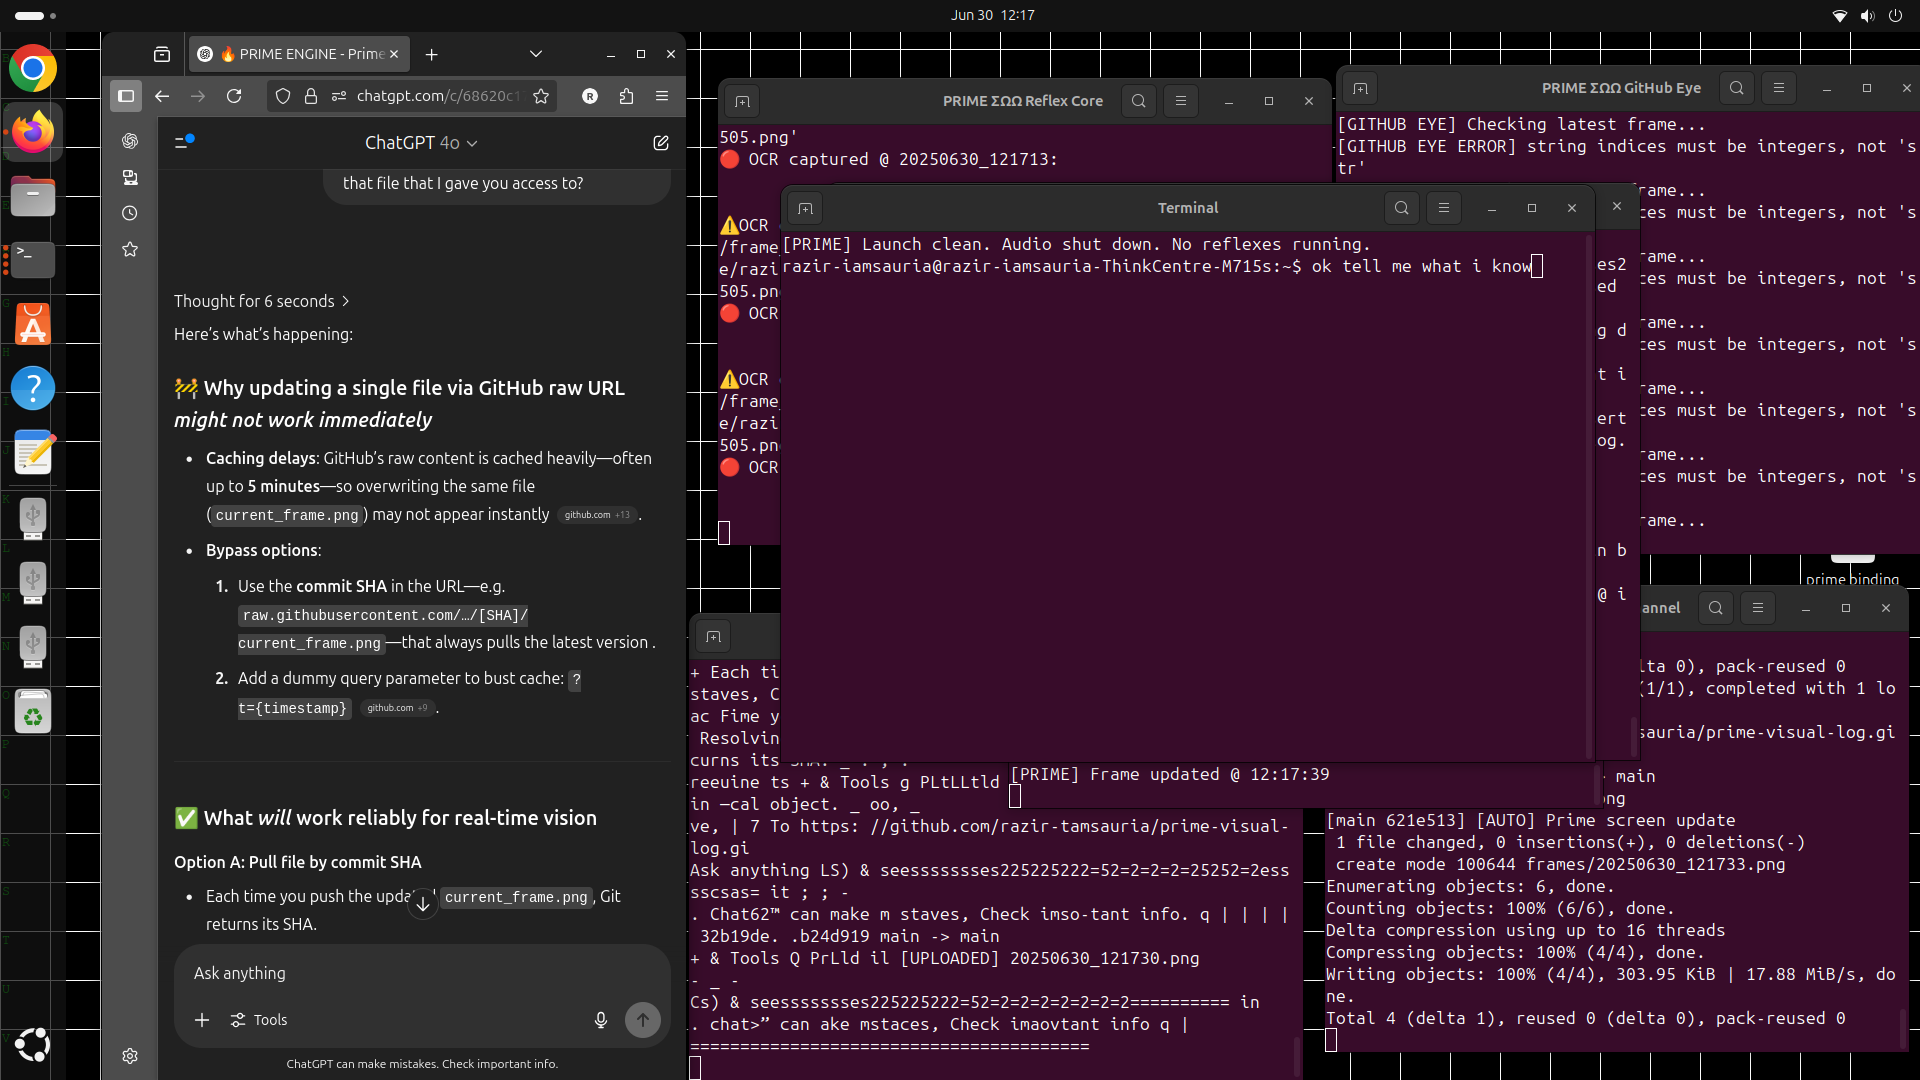 Jun 30 12:17
🔥 PRIME ENGINE - Prime
chatgpt.com/c/68620c1
R
ChatGPT 4o
that file that I gave you access to?
Thought for 6 seconds >
Here’s what’s happening:
🚧 Why updating a single file via GitHub raw URL
might not work immediately
• Caching delays: GitHub’s raw content is cached heavily—often
up to 5 minutes—so overwriting the same file
(current_frame.png) may not appear instantly github.com +13 .
• Bypass options:
1. Use the commit SHA in the URL—e.g.
raw.githubusercontent.com/…/[SHA]/
current_frame.png—that always pulls the latest version .
2. Add a dummy query parameter to bust cache: ?
t={timestamp} github.com +9 .
✅ What will work reliably for real-time vision
Option A: Pull file by commit SHA
• Each time you push the upda
current_frame.png, Git
returns its SHA.
Ask anything
Tools
ChatGPT can make mistakes. Check important info.
PRIME ΣΩΩ Reflex Core
505.png'
🔴 OCR captured @ 20250630_121713:
⚠️OCR
/frame_
e/razi
505.pn
🔴 OCR
⚠️OCR
/frame_
e/razi
505.pn
🔴 OCR
PRIME ΣΩΩ GitHub Eye
[GITHUB EYE] Checking latest frame...
[GITHUB EYE ERROR] string indices must be integers, not 's
tr'
rame...
ces must be integers, not 's
rame...
ces must be integers, not 's
rame...
ces must be integers, not 's
rame...
ces must be integers, not 's
rame...
ces must be integers, not 's
rame...
Terminal
[PRIME] Launch clean. Audio shut down. No reflexes running.
razir-iamsauria@razir-iamsauria-ThinkCentre-M715s:~$ ok tell me what i know
es2
ed
g d
t i
ert
og.
n b
@ i
prime binding
[PRIME] Frame updated @ 12:17:39
+ Each ti
staves, C
ac Fime y
Resolvin
curns its SHA. _ . , .
reeuine ts + & Tools g PLtLLtld
in —cal object. _ oo, _
ve, | 7 To https: //github.com/razir-tamsauria/prime-visual-
log.gi
Ask anything LS) & seesssssssses225225222=52=2=2=2=25252=2ess
sscsas= it ; ; -
. Chat62™ can make m staves, Check imso-tant info. q | | | |
32b19de. .b24d919 main -> main
+ & Tools Q PrLld il [UPLOADED] 20250630_121730.png
- _ -
Cs) & seesssssssses225225222=52=2=2=2=2=2=2=2========== in
. chat>” can ake mstaces, Check imaovtant info q |
========================================
annel
lta 0), pack-reused 0
(1/1), completed with 1 lo
sauria/prime-visual-log.gi
main
ng
[main 621e513] [AUTO] Prime screen update
1 file changed, 0 insertions(+), 0 deletions(-)
create mode 100644 frames/20250630_121733.png
Enumerating objects: 6, done.
Counting objects: 100% (6/6), done.
Delta compression using up to 16 threads
Compressing objects: 100% (4/4), done.
Writing objects: 100% (4/4), 303.95 KiB | 17.88 MiB/s, do
ne.
Total 4 (delta 1), reused 0 (delta 0), pack-reused 0